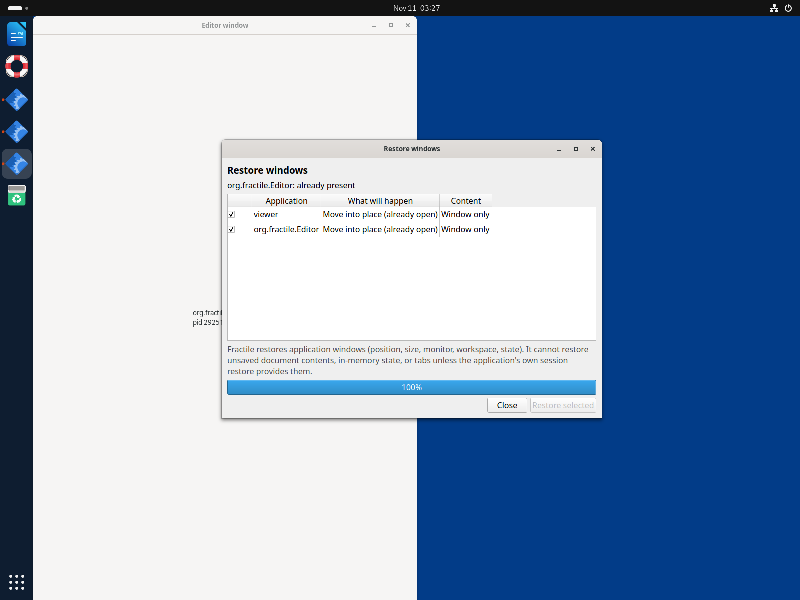 Nov 11 03:27
Editor window
Restore windows
Restore windows
org.fractile.Editor: already present
Application What will happen Content
viewer Move into place (already open) Window only
org.fractile.Editor Move into place (already open) Window only
org.fracti
pid 29251
Fractile restores application windows (position, size, monitor, workspace, state). It cannot restore
unsaved document contents, in-memory state, or tabs unless the application's own session
restore provides them.
100%
Close Restore selected